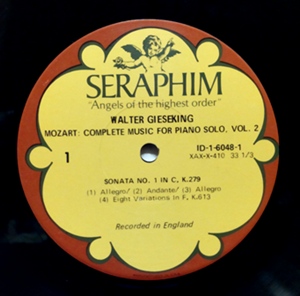 SERAPHIM
"Angels of the highest order"
WALTER GIESEKING
MOZART: COMPLETE MUSIC FOR PIANO SOLO, VOL. 2
1
ID-1-6048-1
XAX-X-410 33 1/3
SONATA NO. 1 IN C, K.279
(1) Allegro/ (2) Andante/ (3) Allegro
(4) Eight Variations in F, K.613
Recorded in England